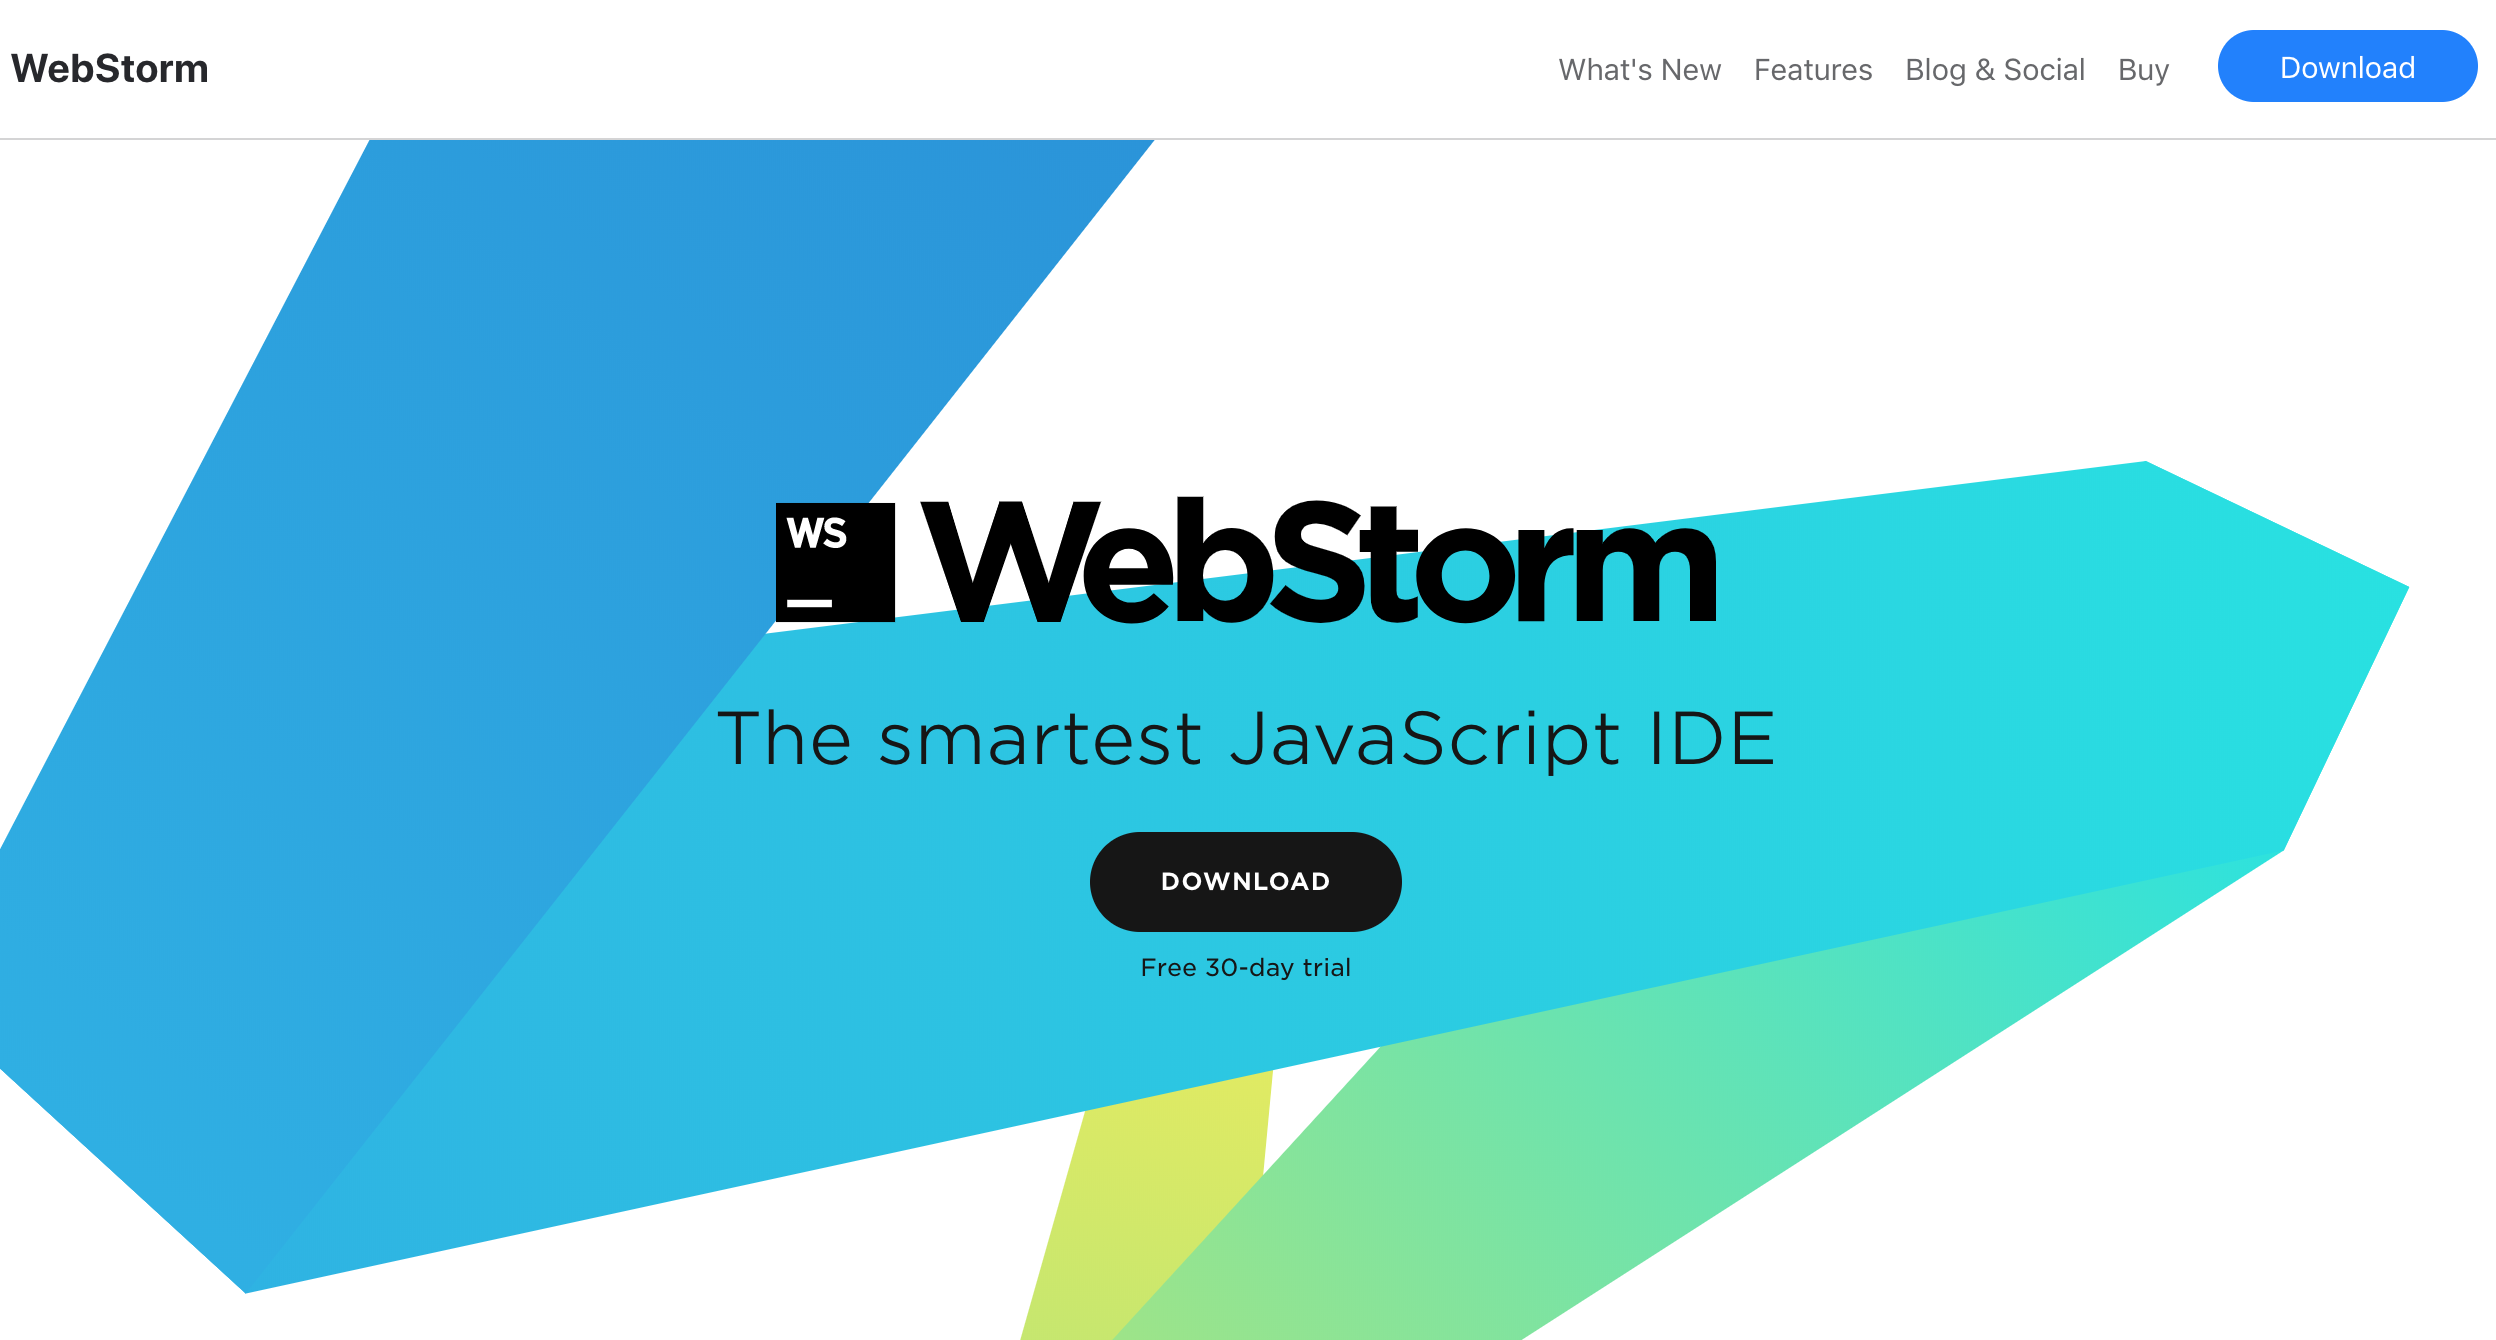 WebStorm
What's New Features Blog & Social Buy Download
WS
WebStorm
The smartest JavaScript IDE
DOWNLOAD
Free 30-day trial